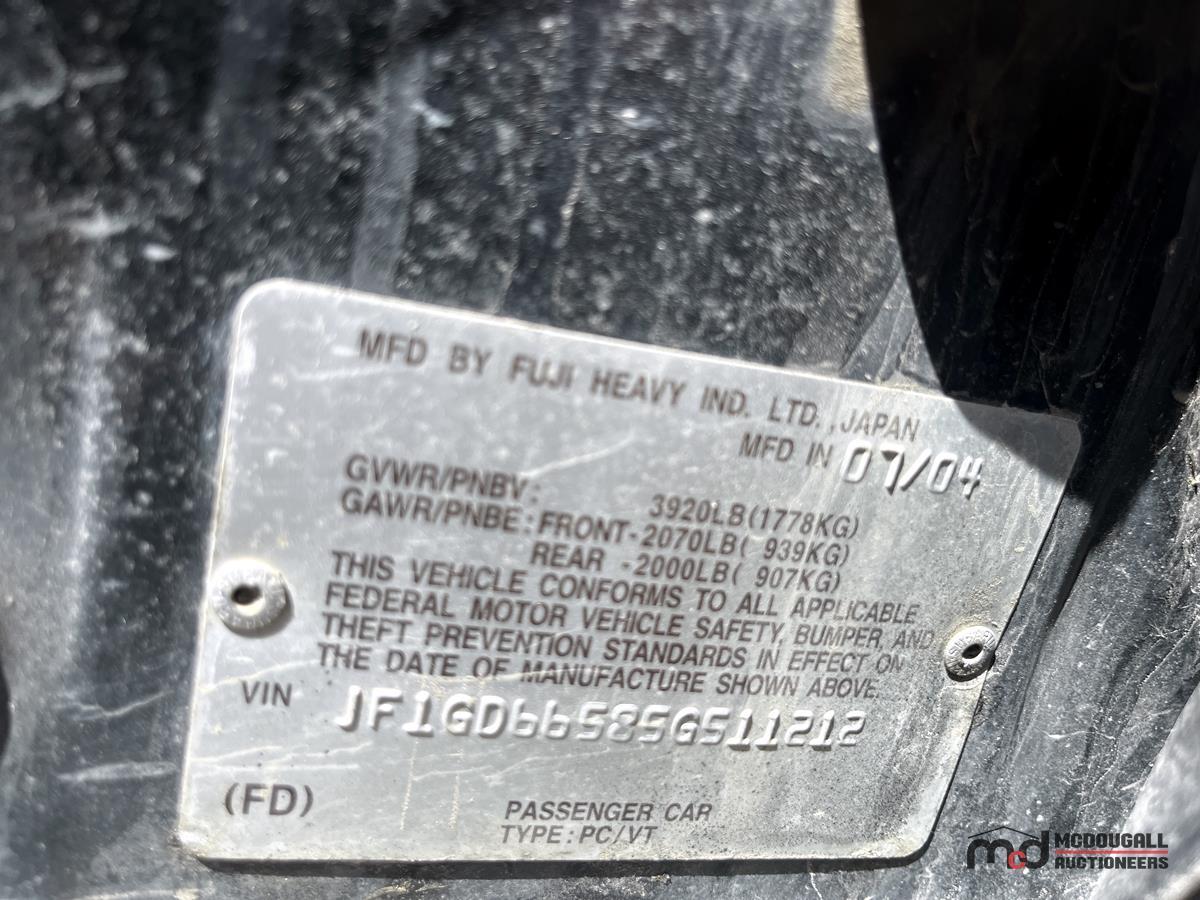 MFD BY FUJI HEAVY IND. LTD.,JAPAN
MFD IN 07/04
GVWR/PNBV: 3920LB(1778KG)
GAWR/PNBE:FRONT-2070LB( 939KG)
REAR -2000LB( 907KG)
THIS VEHICLE CONFORMS TO ALL APPLICABLE
FEDERAL MOTOR VEHICLE SAFETY, BUMPER, AND
THEFT PREVENTION STANDARDS IN EFFECT ON
THE DATE OF MANUFACTURE SHOWN ABOVE.
VIN JF1GD66585G511212
(FD)
PASSENGER CAR
TYPE:PC/VT
mcd MCDOUGALL
AUCTIONEERS